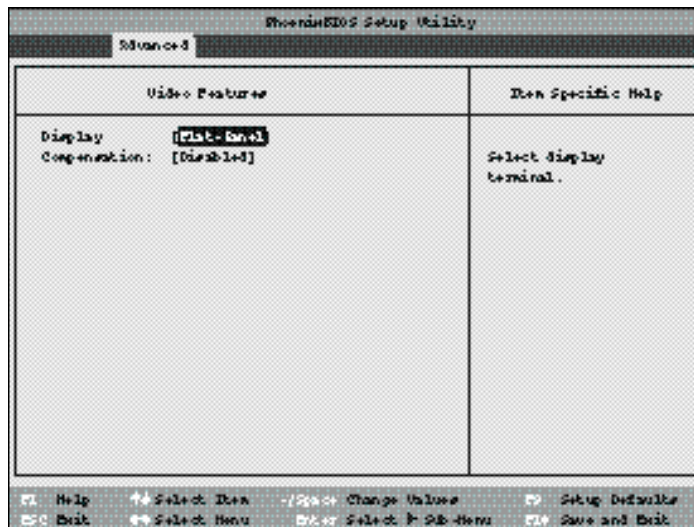 PhoenixBIOS Setup Utility
Advanced
Video Features
Item Specific Help
Display [Flat-Panel]
Compensation: [Disabled]
Select display
terminal.
F1 Help ↑↓ Select Item -/Space Change Values F9 Setup Defaults
ESC Exit ←→ Select Menu Enter Select ▶ Sub-Menu F10 Save and Exit